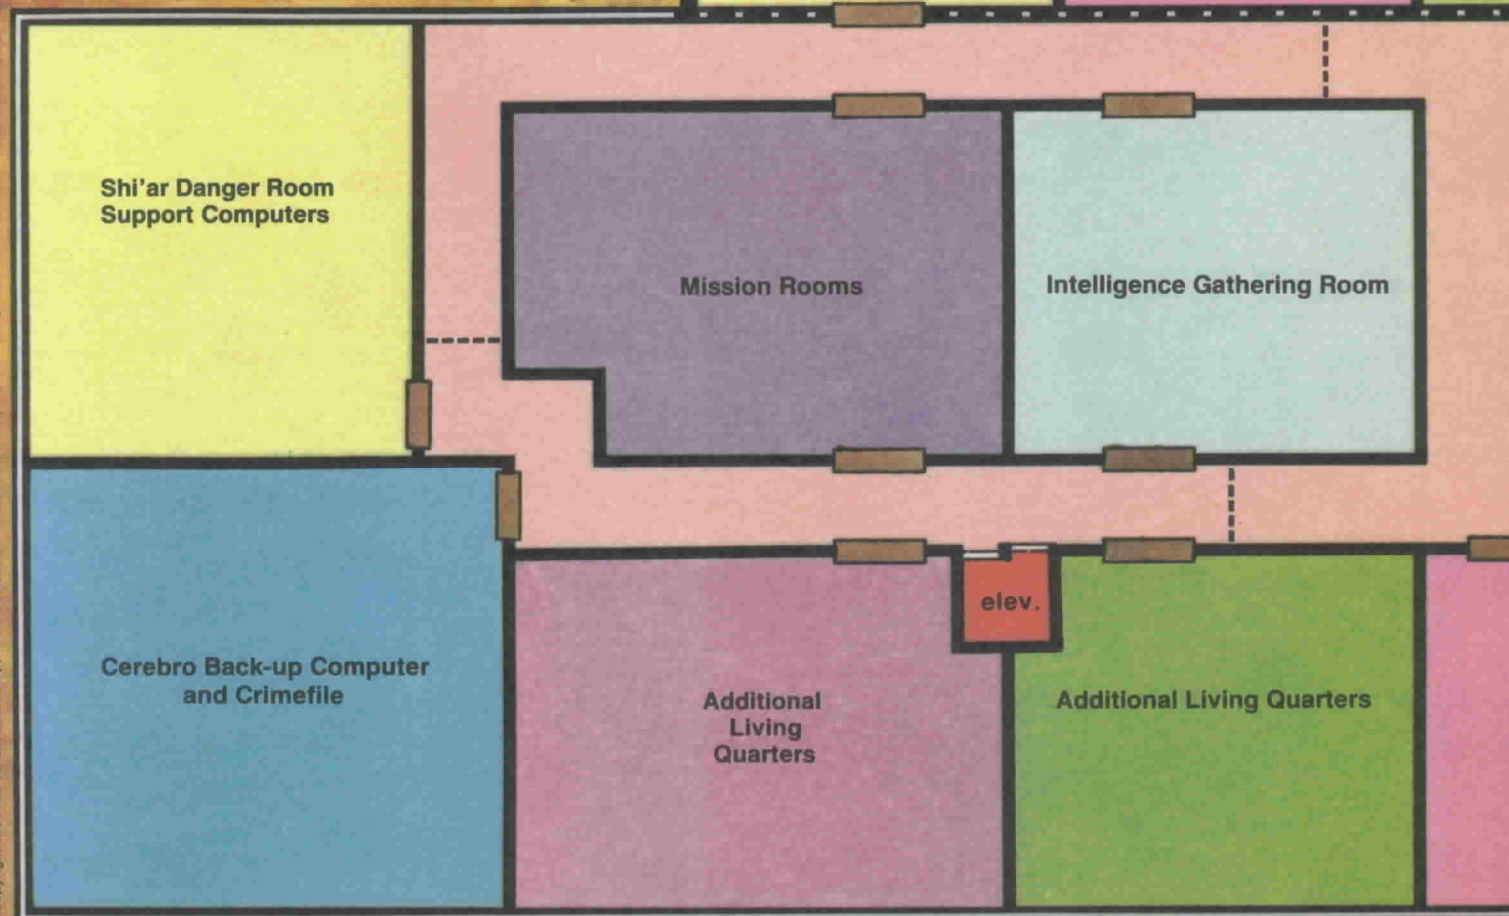 Shi'ar Danger Room
Support Computers
Mission Rooms
Intelligence Gathering Room
elev.
Cerebro Back-up Computer
and Crimefile
Additional
Living
Quarters
Additional Living Quarters